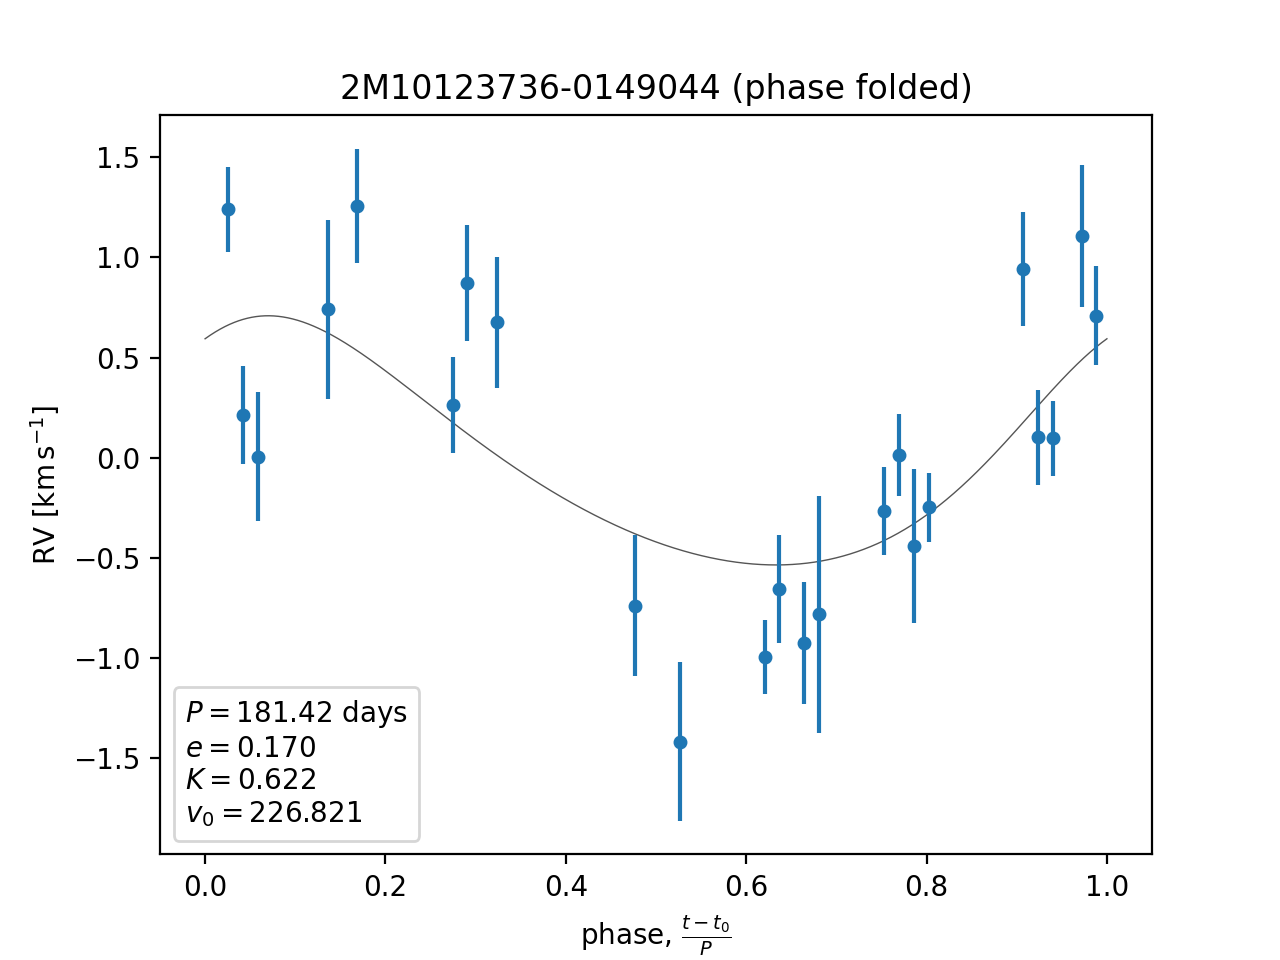 2M10123736-0149044 (phase folded)
1.5
1.0
0.5
0.0
−0.5
−1.0
−1.5
RV [km s⁻¹]
P = 181.42 days
e = 0.170
K = 0.622
v₀ = 226.821
0.0 0.2 0.4 0.6 0.8 1.0
phase, (t − t₀)/P